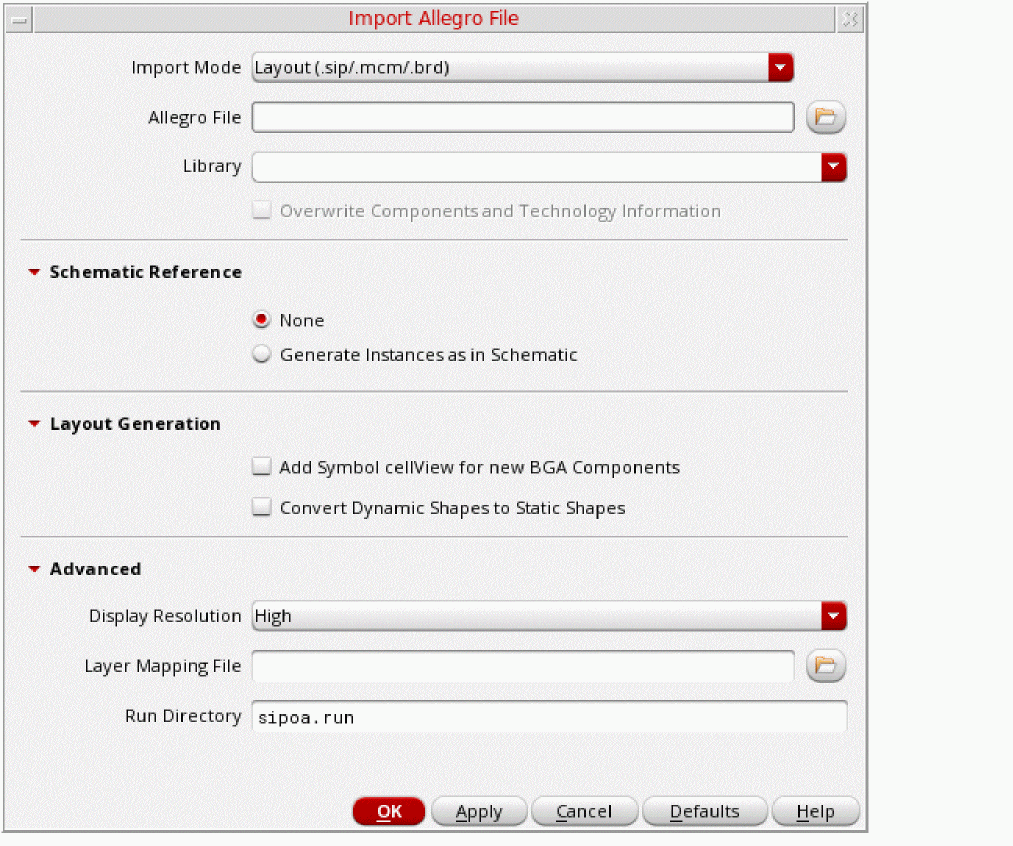 Import Allegro File
Import Mode Layout (.sip/.mcm/.brd)
Allegro File
Library
Overwrite Components and Technology Information
Schematic Reference
None
Generate Instances as in Schematic
Layout Generation
Add Symbol cellView for new BGA Components
Convert Dynamic Shapes to Static Shapes
Advanced
Display Resolution High
Layer Mapping File
Run Directory sipoa.run
OK Apply Cancel Defaults Help